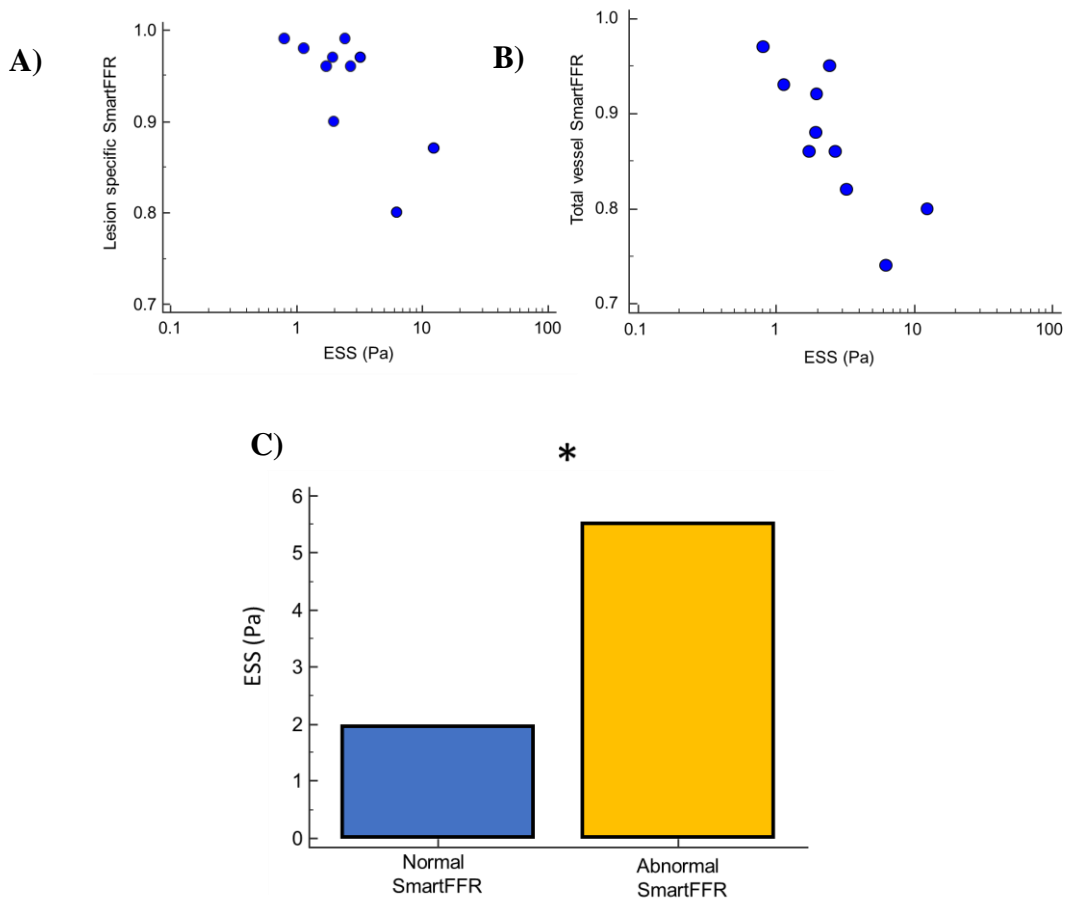 A)
Lesion specific SmartFFR
1.0
0.9
0.8
0.7
0.1
1
10
100
ESS (Pa)
B)
Total vessel SmartFFR
1.0
0.9
0.8
0.7
0.1
1
10
100
ESS (Pa)
C)
*
ESS (Pa)
6
5
4
3
2
1
0
Normal
SmartFFR
Abnormal
SmartFFR